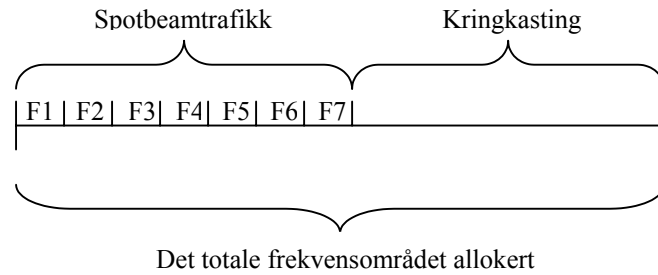 Spotbeamtrafikk Kringkasting
F1 F2 F3 F4 F5 F6 F7
Det totale frekvensområdet allokert